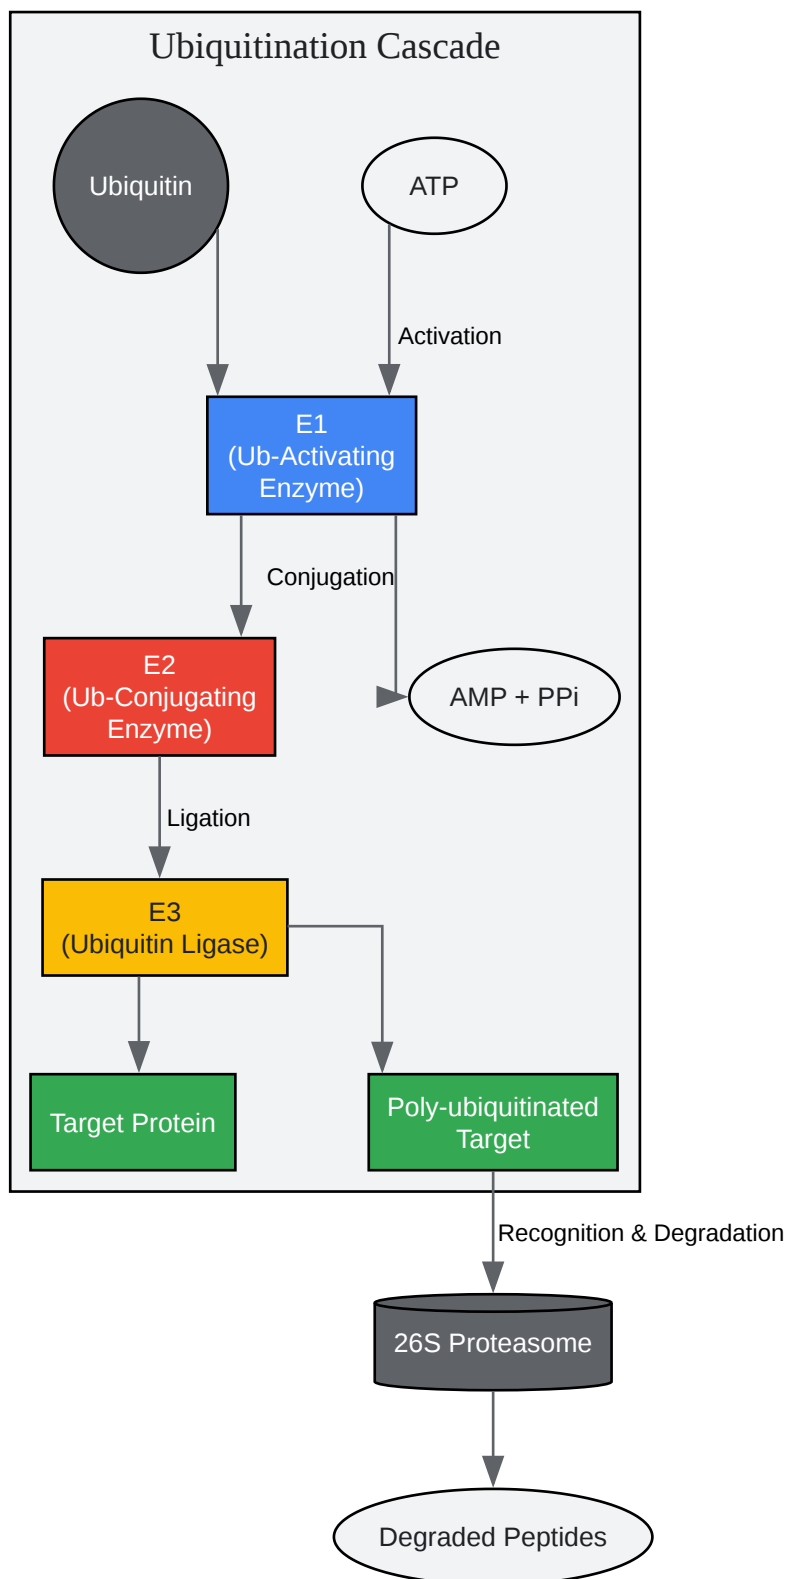 Ubiquitination Cascade
Ubiquitin
ATP
Activation
E1
(Ub-Activating
Enzyme)
Conjugation
E2
(Ub-Conjugating
Enzyme)
AMP + PPi
Ligation
E3
(Ubiquitin Ligase)
Target Protein
Poly-ubiquitinated
Target
Recognition & Degradation
26S Proteasome
Degraded Peptides